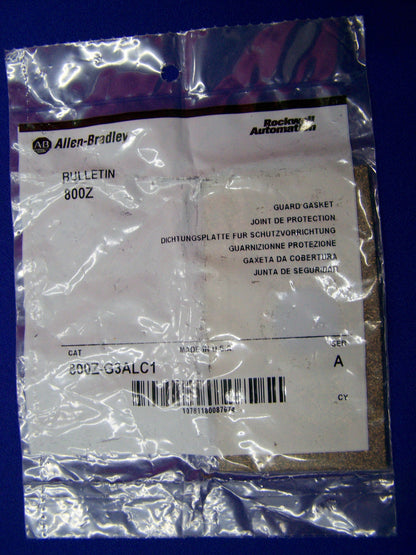 AB Allen-Bradley
Rockwell
Automation
BULLETIN
800Z
GUARD GASKET
JOINT DE PROTECTION
DICHTUNGSPLATTE FUR SCHUTZVORRICHTUNG
GUARNIZIONNE PROTEZIONE
GAXETA DA COBERTURA
JUNTA DE SEGURIDAD
CAT
MADE IN U.S.A.
SER
800Z-G3ALC1
A
CY